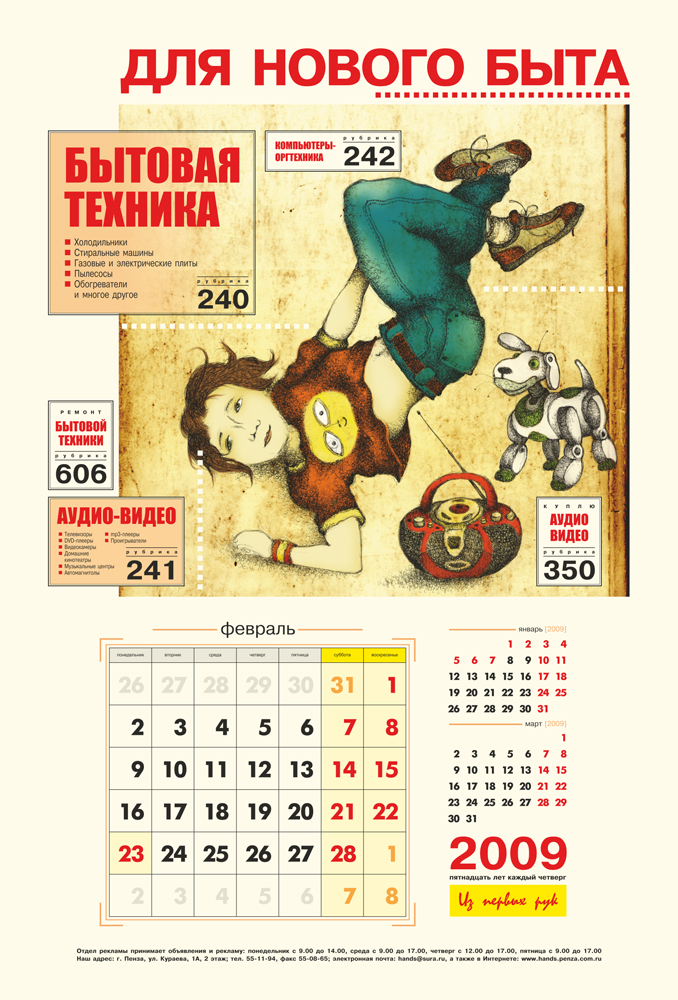 ДЛЯ НОВОГО БЫТА
БЫТОВАЯ
ТЕХНИКА
Холодильники
Стиральные машины
Газовые и электрические плиты
Пылесосы
Обогреватели
и многое другое
рубрика
240
КОМПЬЮТЕРЫ-
ОРГТЕХНИКА
рубрика
242
РЕМОНТ
БЫТОВОЙ
ТЕХНИКИ
рубрика
606
АУДИО-ВИДЕО
Телевизоры
DVD-плееры
Видеокамеры
Домашние
кинотеатры
Музыкальные центры
Автомагнитолы
mp3-плееры
Проигрыватели
рубрика
241
КУПЛЮ
АУДИО
ВИДЕО
рубрика
350
февраль
понедельник вторник среда четверг пятница суббота воскресенье
26 27 28 29 30 31 1
2 3 4 5 6 7 8
9 10 11 12 13 14 15
16 17 18 19 20 21 22
23 24 25 26 27 28 1
2 3 4 5 6 7 8
январь [2009]
1 2 3 4
5 6 7 8 9 10 11
12 13 14 15 16 17 18
19 20 21 22 23 24 25
26 27 28 29 30 31
март [2009]
1
2 3 4 5 6 7 8
9 10 11 12 13 14 15
16 17 18 19 20 21 22
23 24 25 26 27 28 29
30 31
2009
пятнадцать лет каждый четверг
Из первых рук
Отдел рекламы принимает объявления и рекламу: понедельник с 9.00 до 14.00, среда с 9.00 до 17.00, четверг с 12.00 до 17.00, пятница с 9.00 до 17.00
Наш адрес: г. Пенза, ул. Кураева, 1А, 2 этаж; тел. 55-11-94, факс 55-08-65; электронная почта: hands@sura.ru, а также в Интернете: www.hands.penza.com.ru